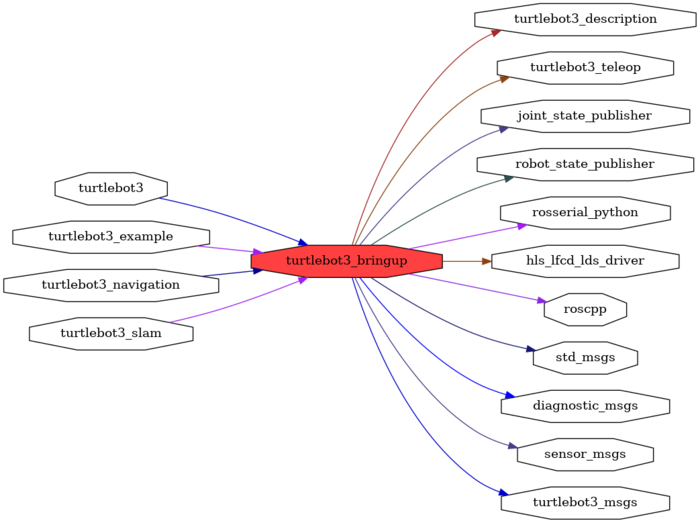 turtlebot3
turtlebot3_example
turtlebot3_navigation
turtlebot3_slam
turtlebot3_bringup
turtlebot3_description
turtlebot3_teleop
joint_state_publisher
robot_state_publisher
rosserial_python
hls_lfcd_lds_driver
roscpp
std_msgs
diagnostic_msgs
sensor_msgs
turtlebot3_msgs